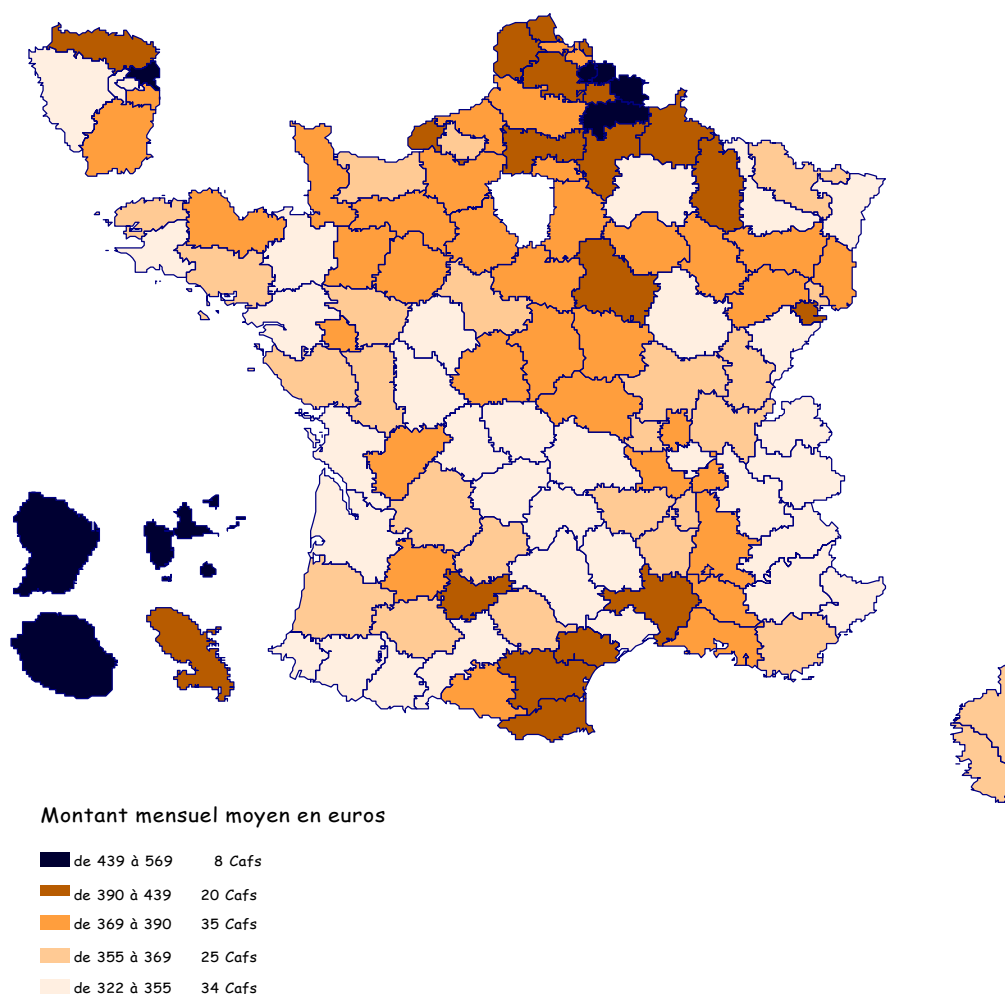 Montant mensuel moyen en euros
de 439 à 569 8 Cafs
de 390 à 439 20 Cafs
de 369 à 390 35 Cafs
de 355 à 369 25 Cafs
de 322 à 355 34 Cafs